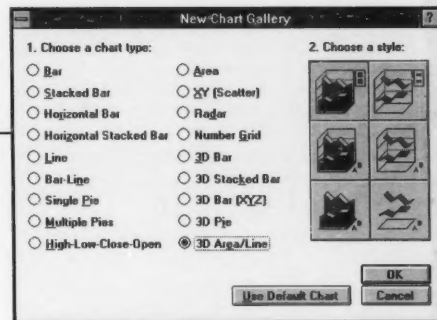 New Chart Gallery
1. Choose a chart type:
Bar
Stacked Bar
Horizontal Bar
Horizontal Stacked Bar
Line
Bar-Line
Single Pie
Multiple Pies
High-Low-Close-Open
Area
XY (Scatter)
Radar
Number Grid
3D Bar
3D Stacked Bar
3D Bar (XYZ)
3D Pie
3D Area/Line
2. Choose a style:
A B
A B
A B
A B
OK
Use Default Chart
Cancel